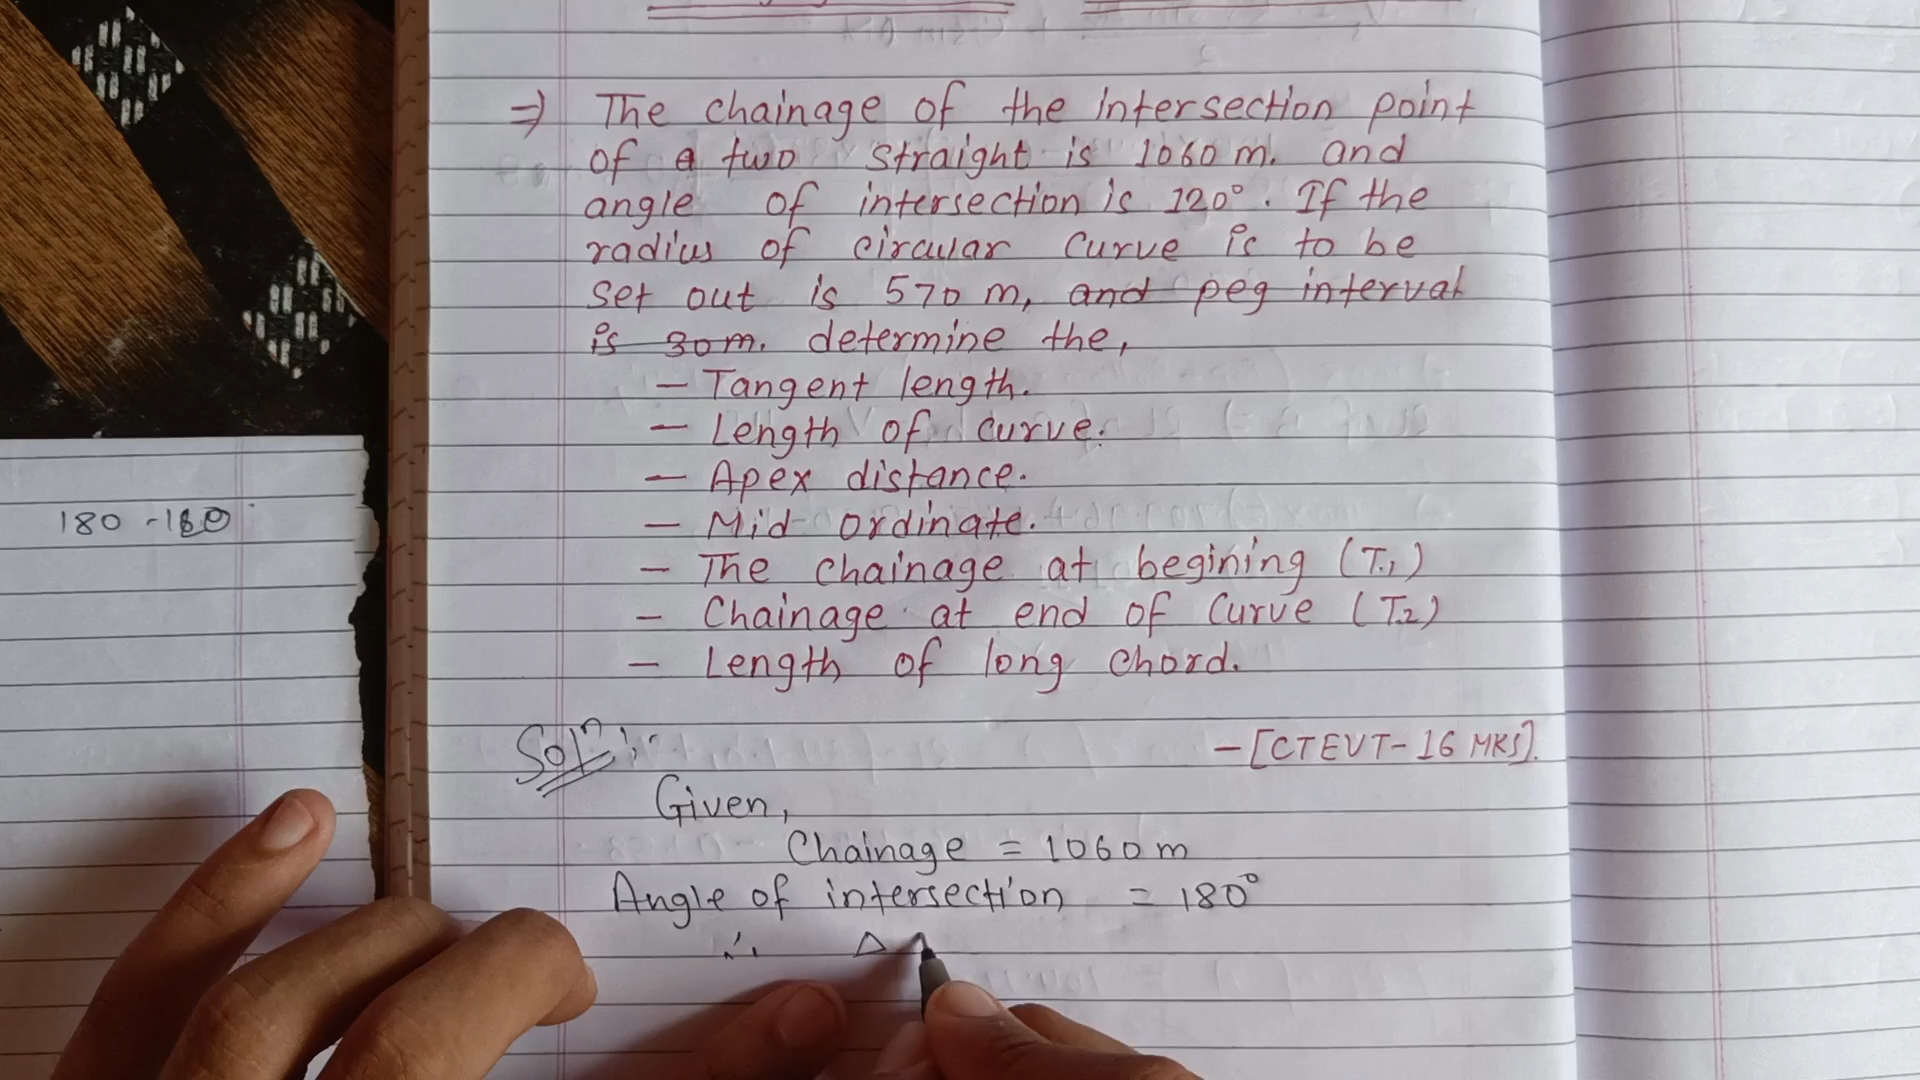 ⇒ The chainage of the intersection point
of a two straight is 1060 m. and
angle of intersection is 120°. If the
radius of circular curve is to be
set out is 570 m, and peg interval
is 30m. determine the,
— Tangent length.
— Length of curve.
— Apex distance.
— Mid ordinate.
— The chainage at begining (T1)
— Chainage at end of curve (T2)
— Length of long chord.
— [CTEVT- 16 MKS].
Solⁿ:-
Given,
Chainage = 1060 m
Angle of intersection = 180°
∴ Δ
180 -160